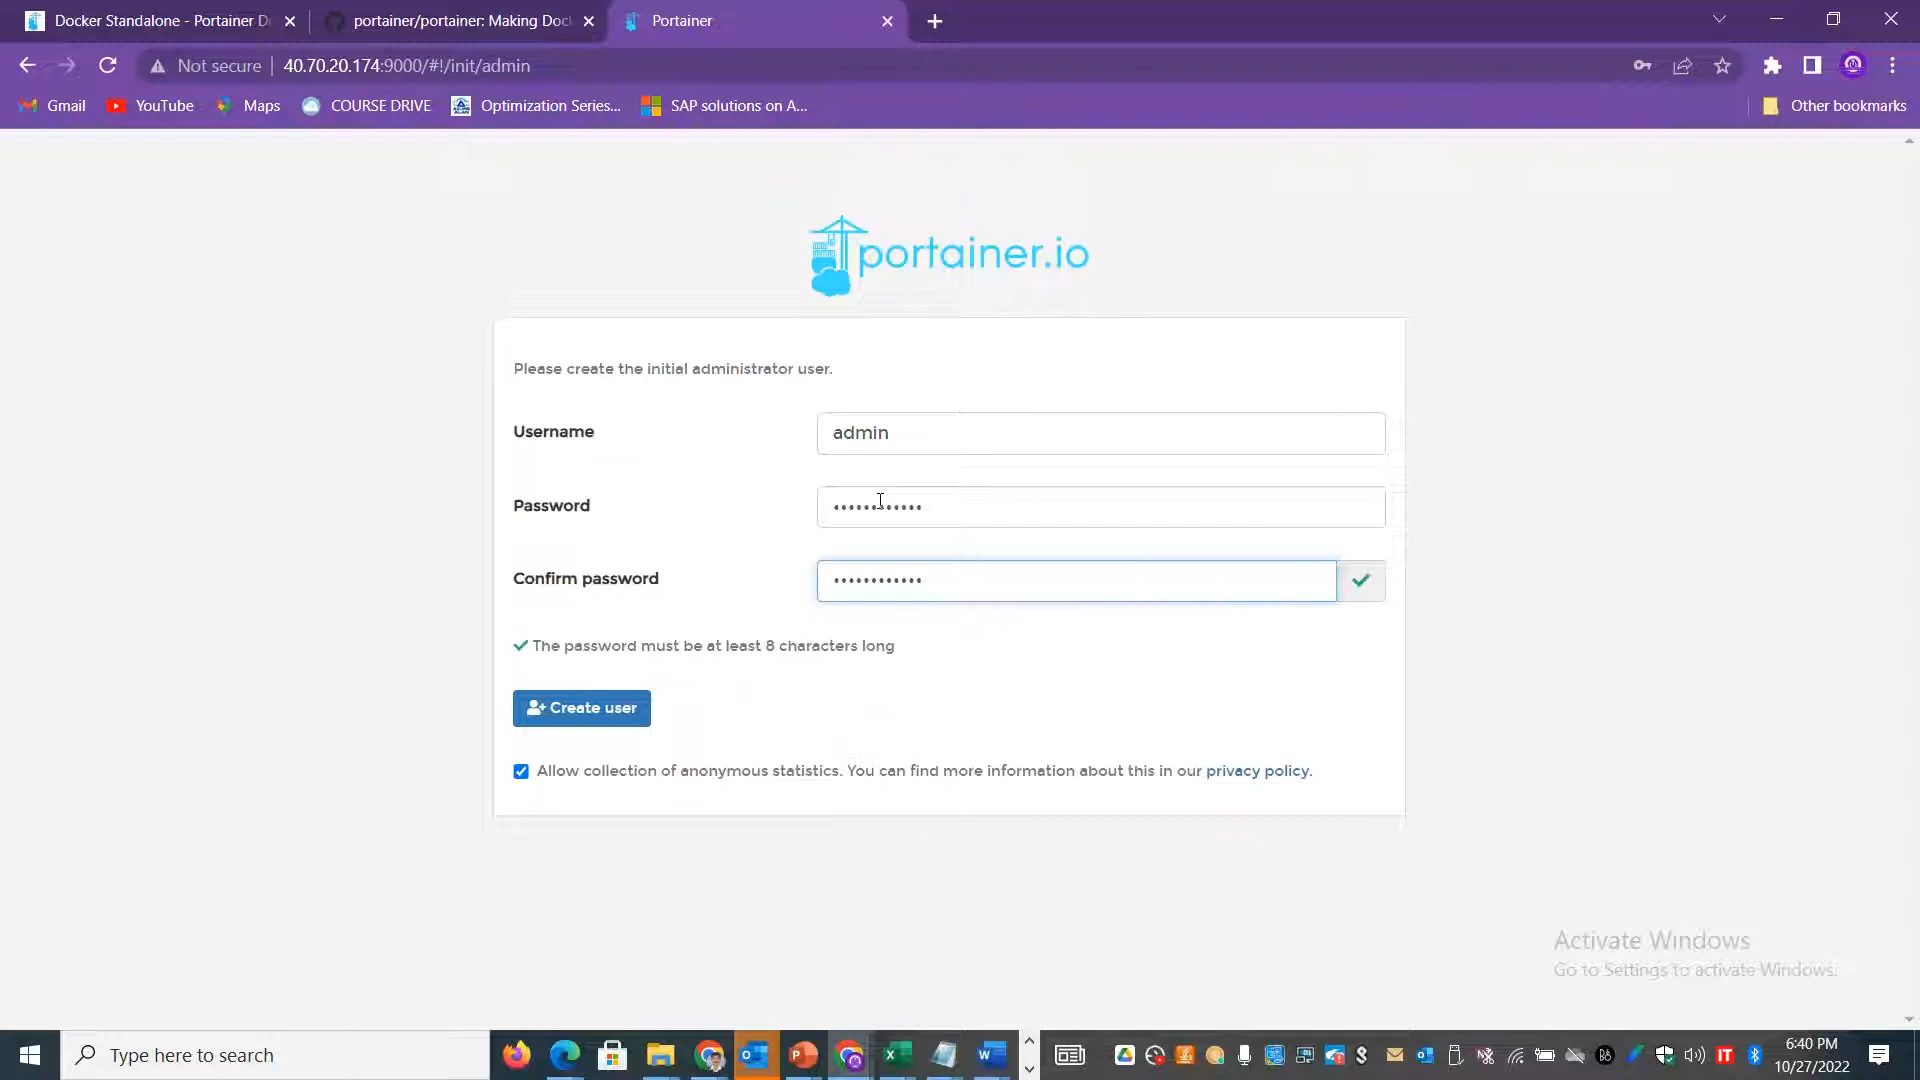 Docker Standalone - Portainer D
portainer/portainer: Making Doc
Portainer
Not secure
40.70.20.174:9000/#!/init/admin
Gmail
YouTube
Maps
COURSE DRIVE
Optimization Series...
SAP solutions on A...
Other bookmarks
portainer.io
Please create the initial administrator user.
Username
admin
Password
Confirm password
The password must be at least 8 characters long
Create user
Allow collection of anonymous statistics. You can find more information about this in our privacy policy.
Activate Windows
Go to Settings to activate Windows.
Type here to search
6:40 PM
10/27/2022